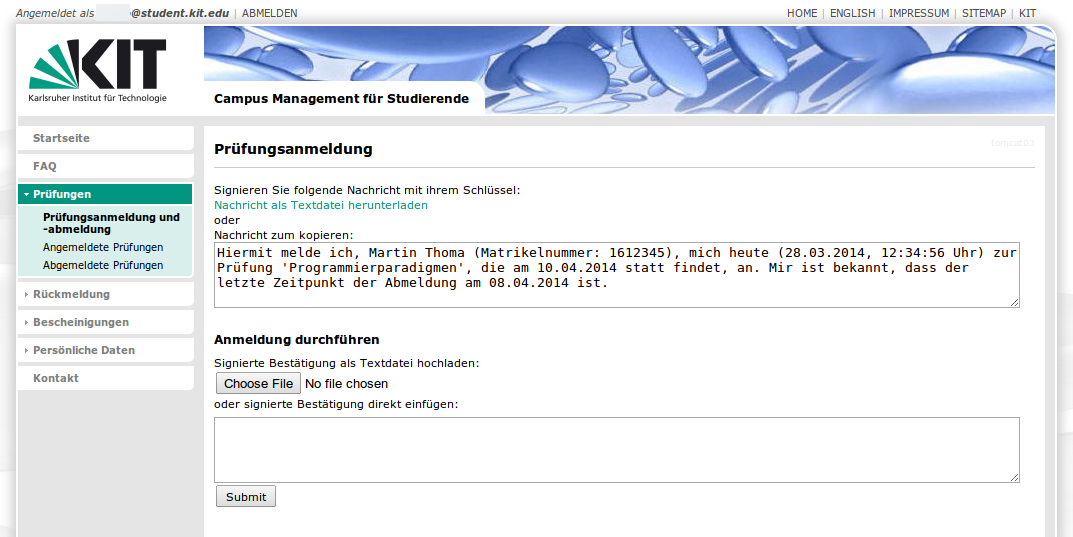 Angemeldet als @student.kit.edu | ABMELDEN
HOME | ENGLISH | IMPRESSUM | SITEMAP | KIT
KIT
Karlsruher Institut für Technologie
Campus Management für Studierende
Startseite
FAQ
Prüfungen
Prüfungsanmeldung und
-abmeldung
Angemeldete Prüfungen
Abgemeldete Prüfungen
Rückmeldung
Bescheinigungen
Persönliche Daten
Kontakt
Prüfungsanmeldung
Signieren Sie folgende Nachricht mit ihrem Schlüssel:
Nachricht als Textdatei herunterladen
oder
Nachricht zum kopieren:
Hiermit melde ich, Martin Thoma (Matrikelnummer: 1612345), mich heute (28.03.2014, 12:34:56 Uhr) zur
Prüfung 'Programmierparadigmen', die am 10.04.2014 statt findet, an. Mir ist bekannt, dass der
letzte Zeitpunkt der Abmeldung am 08.04.2014 ist.
Anmeldung durchführen
Signierte Bestätigung als Textdatei hochladen:
Choose File No file chosen
oder signierte Bestätigung direkt einfügen:
Submit